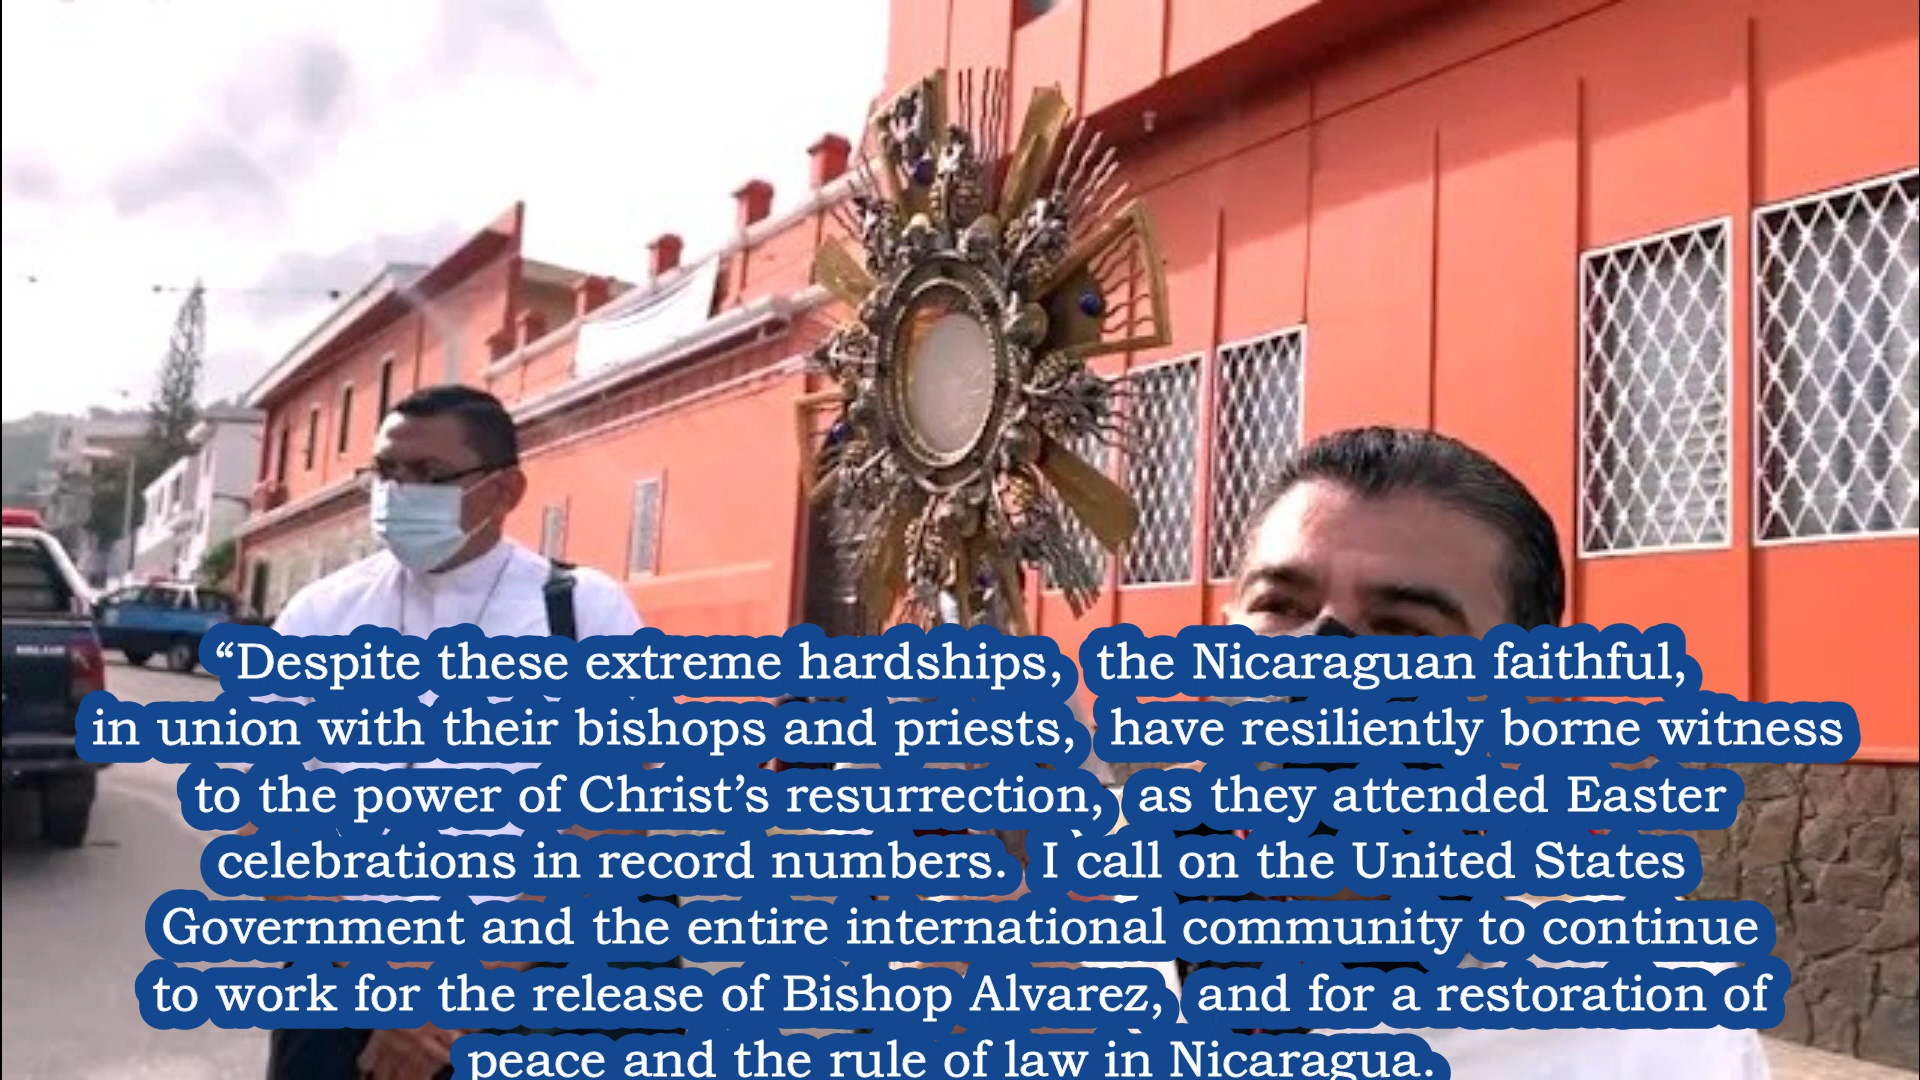 “Despite these extreme hardships, the Nicaraguan faithful,
in union with their bishops and priests, have resiliently borne witness
to the power of Christ’s resurrection, as they attended Easter
celebrations in record numbers. I call on the United States
Government and the entire international community to continue
to work for the release of Bishop Alvarez, and for a restoration of
peace and the rule of law in Nicaragua.